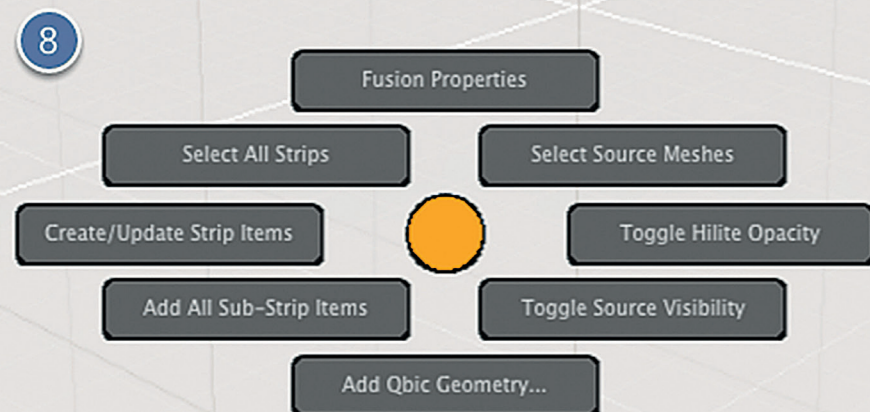 8
Fusion Properties
Select All Strips
Select Source Meshes
Create/Update Strip Items
Toggle Hilite Opacity
Add All Sub-Strip Items
Toggle Source Visibility
Add Qbic Geometry...